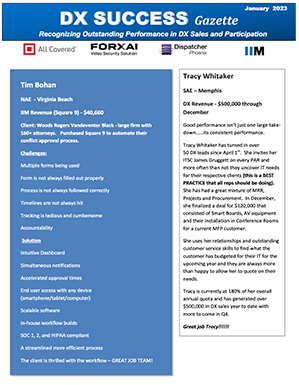 January 2023
DX SUCCESS Gazette
Recognizing Outstanding Performance in DX Sales and Participation
All Covered
FORXAI
Video Security Solution
Dispatcher
Phoenix
IIM
Tim Bohan
NAE - Virginia Beach
IIM Revenue (Square 9) - $40,660
Client: Woods Rogers Vandeventer Black - large firm with
160+ attorneys. Purchased Square 9 to automate their
conflict approval process.
Challenges:
Multiple forms being used
Form is not always filled out properly
Process is not always followed correctly
Timelines are not always hit
Tracking is tedious and cumbersome
Accountability
Solution
Intuitive Dashboard
Simultaneous notifications
Accelerated approval times
End user access with any device
(smartphone/tablet/computer)
Scalable software
In-house workflow builds
SOC 1, 2, and HIPAA compliant
A streamlined more efficient process
The client is thrilled with the workflow – GREAT JOB TEAM!
Tracy Whitaker
SAE – Memphis
DX Revenue - $500,000 through
December
Good performance isn't just one large take-
down.....its consistent performance.
Tracy Whitaker has turned in over
50 DX leads since April 1st. She invites her
ITSC James Gruggett on every PAR and
more often than not they uncover IT needs
for their respective clients (this is a BEST
PRACTICE that all reps should be doing).
She has had a great mixture of MFR,
Projects and Procurement. In December,
she finalized a deal for $120,000 that
consisted of Smart Boards, AV equipment
and their installation in Conference Rooms
for a current MFP customer.
She uses her relationships and outstanding
customer service skills to find what the
customer has budgeted for their IT for the
upcoming year and they are always more
than happy to allow her to quote on their
needs.
Tracy is currently at 180% of her overall
annual quota and has generated over
$500,000 in DX sales year to date with
more to come in Q4.
Great job Tracy!!!!!!